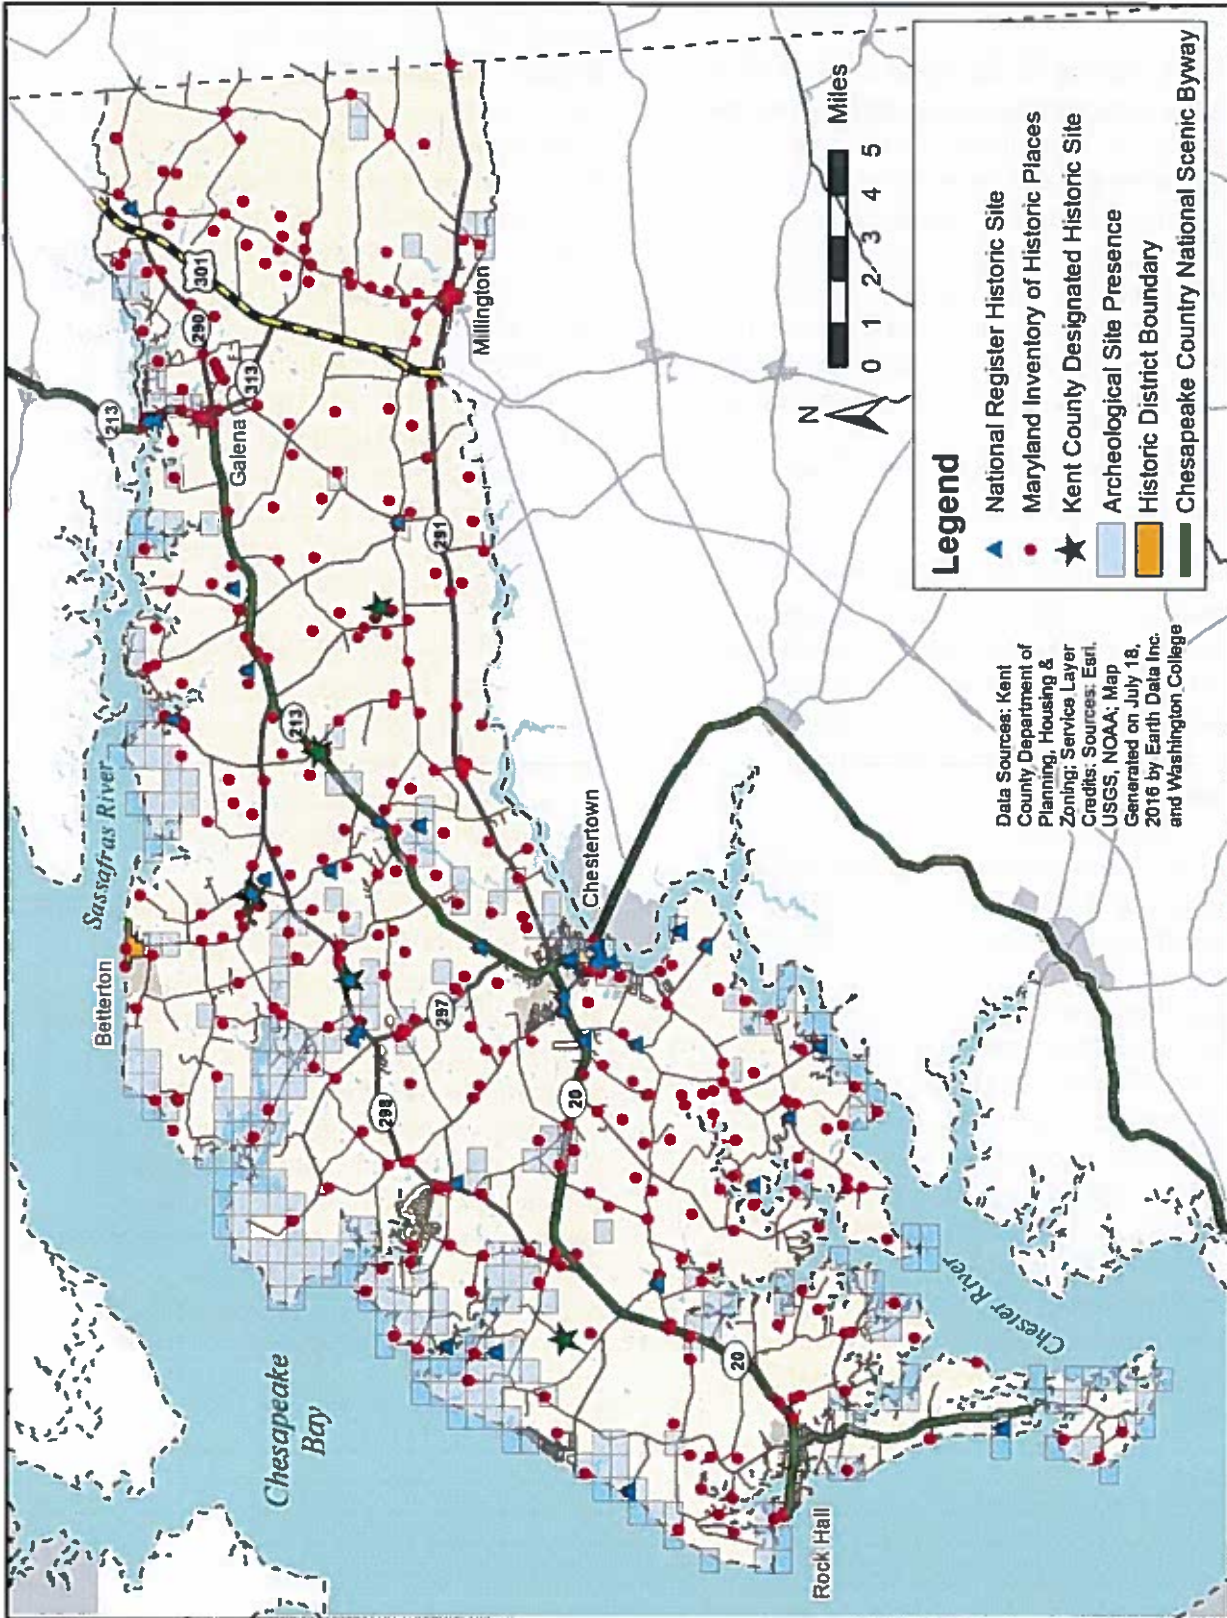 Chesapeake
Bay
Sassafras River
Betterton
213
290
301
313
Galena
Millington
213
291
298
297
Chestertown
20
20
Rock Hall
Chester River
N
0 1 2 3 4 5 Miles
Data Sources: Kent
County Department of
Planning, Housing &
Zoning; Service Layer
Credits: Sources: Esri,
USGS, NOAA; Map
Generated on July 18,
2016 by Earth Data Inc.
and Washington College
Legend
National Register Historic Site
Maryland Inventory of Historic Places
Kent County Designated Historic Site
Archeological Site Presence
Historic District Boundary
Chesapeake Country National Scenic Byway